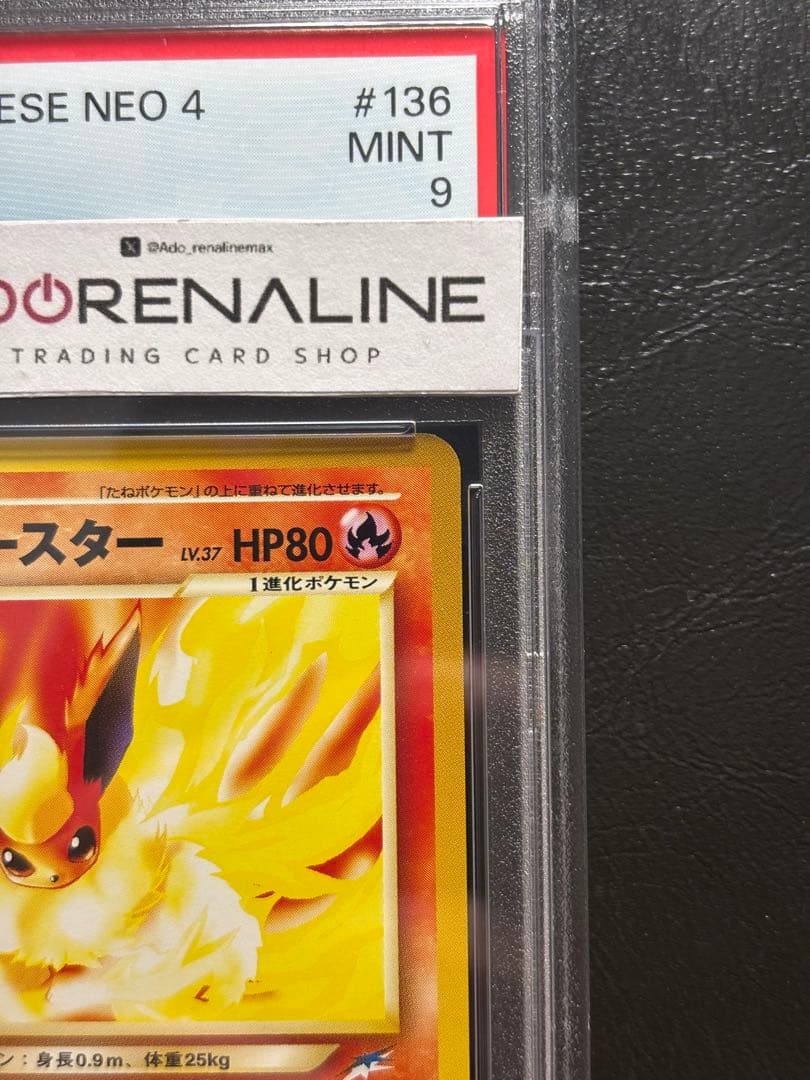 ESE NEO 4
#136
MINT
9
@Ado_renalinemax
DORENALINE
TRADING CARD SHOP
「たねポケモン」の上に重ねて進化させます。
ースター LV.37 HP80
1進化ポケモン
ン：身長0.9m、体重25kg